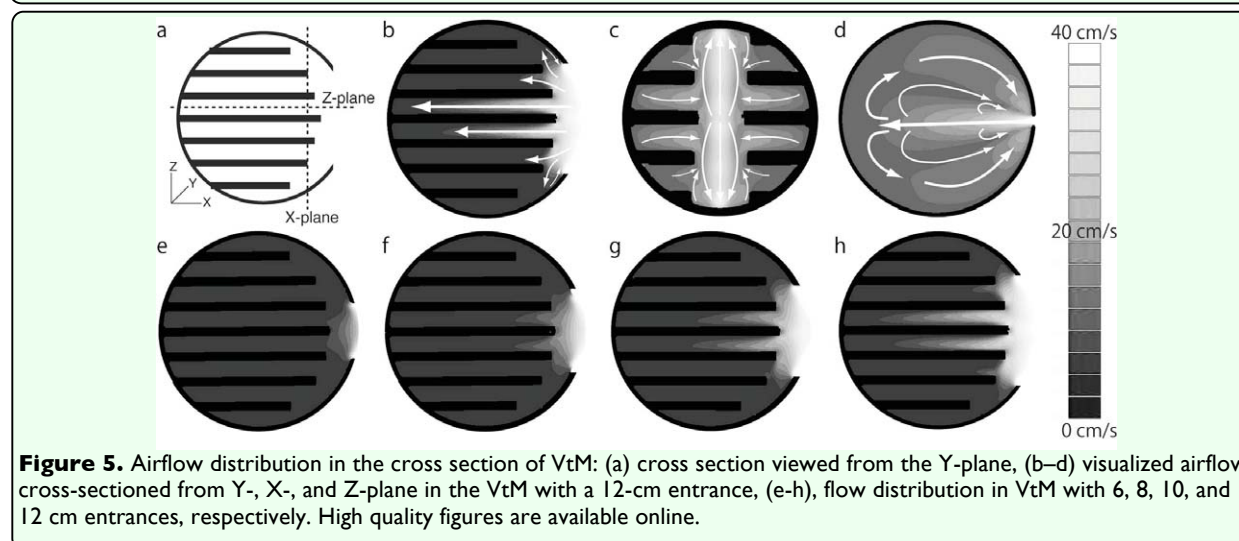 a b c d 40 cm/s
Z-plane
Z
Y
X
X-plane
20 cm/s
e f g h
0 cm/s
Figure 5. Airflow distribution in the cross section of VtM: (a) cross section viewed from the Y-plane, (b–d) visualized airflow
cross-sectioned from Y-, X-, and Z-plane in the VtM with a 12-cm entrance, (e-h), flow distribution in VtM with 6, 8, 10, and
12 cm entrances, respectively. High quality figures are available online.